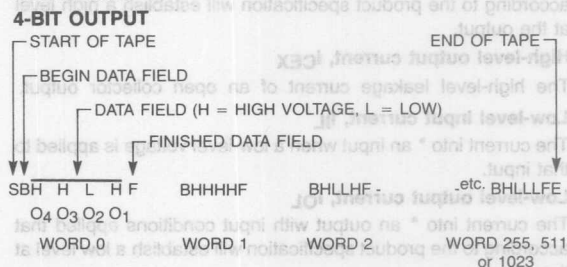 4-BIT OUTPUT
START OF TAPE
END OF TAPE
BEGIN DATA FIELD
DATA FIELD (H = HIGH VOLTAGE, L = LOW)
FINISHED DATA FIELD
SBH H L H F BHHHHF BHLLHF - -etc. BHLLLFE
O4 O3 O2 O1
WORD 0 WORD 1 WORD 2 WORD 255, 511
or 1023